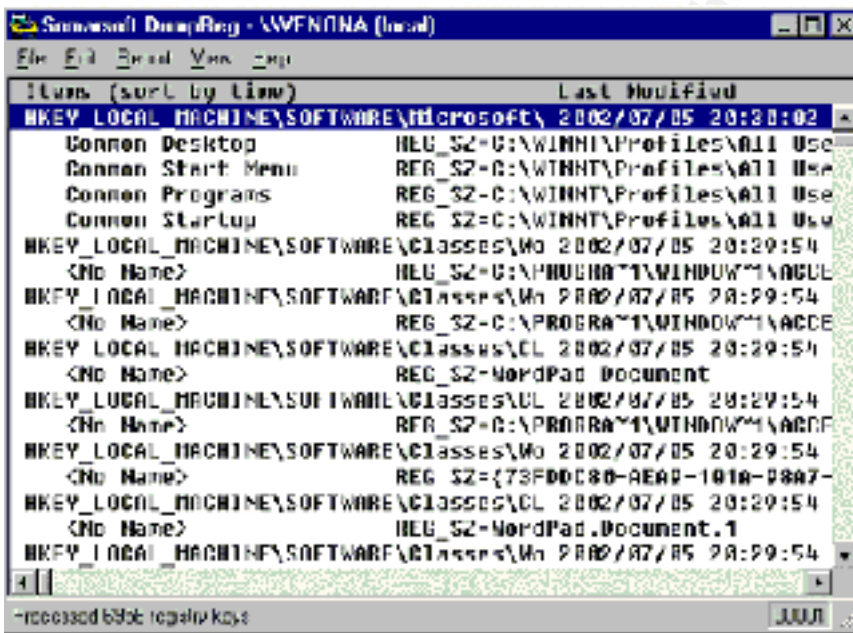 Somarsoft DumpReg - \\WENONA (local)
File Edit Report View Help
Items (sort by time) Last Modified
HKEY_LOCAL_MACHINE\SOFTWARE\Microsoft\ 2002/07/05 20:30:02
Common Desktop REG_SZ=C:\WINNT\Profiles\All Use
Common Start Menu REG_SZ=C:\WINNT\Profiles\All Use
Common Programs REG_SZ=C:\WINNT\Profiles\All Use
Common Startup REG_SZ=C:\WINNT\Profiles\All Use
HKEY_LOCAL_MACHINE\SOFTWARE\Classes\Wo 2002/07/05 20:29:54
<No Name> REG_SZ=C:\PROGRA~1\WINDOW~1\ACCE
HKEY_LOCAL_MACHINE\SOFTWARE\Classes\Wo 2002/07/05 20:29:54
<No Name> REG_SZ=C:\PROGRA~1\WINDOW~1\ACCE
HKEY_LOCAL_MACHINE\SOFTWARE\Classes\CL 2002/07/05 20:29:54
<No Name> REG_SZ=WordPad Document
HKEY_LOCAL_MACHINE\SOFTWARE\Classes\CL 2002/07/05 20:29:54
<No Name> REG_SZ=C:\PROGRA~1\WINDOW~1\ACCE
HKEY_LOCAL_MACHINE\SOFTWARE\Classes\Wo 2002/07/05 20:29:54
<No Name> REG_SZ={73FDDC80-AEA9-101A-98A7-
HKEY_LOCAL_MACHINE\SOFTWARE\Classes\CL 2002/07/05 20:29:54
<No Name> REG_SZ=WordPad.Document.1
HKEY_LOCAL_MACHINE\SOFTWARE\Classes\Wo 2002/07/05 20:29:54
Processed registry keys